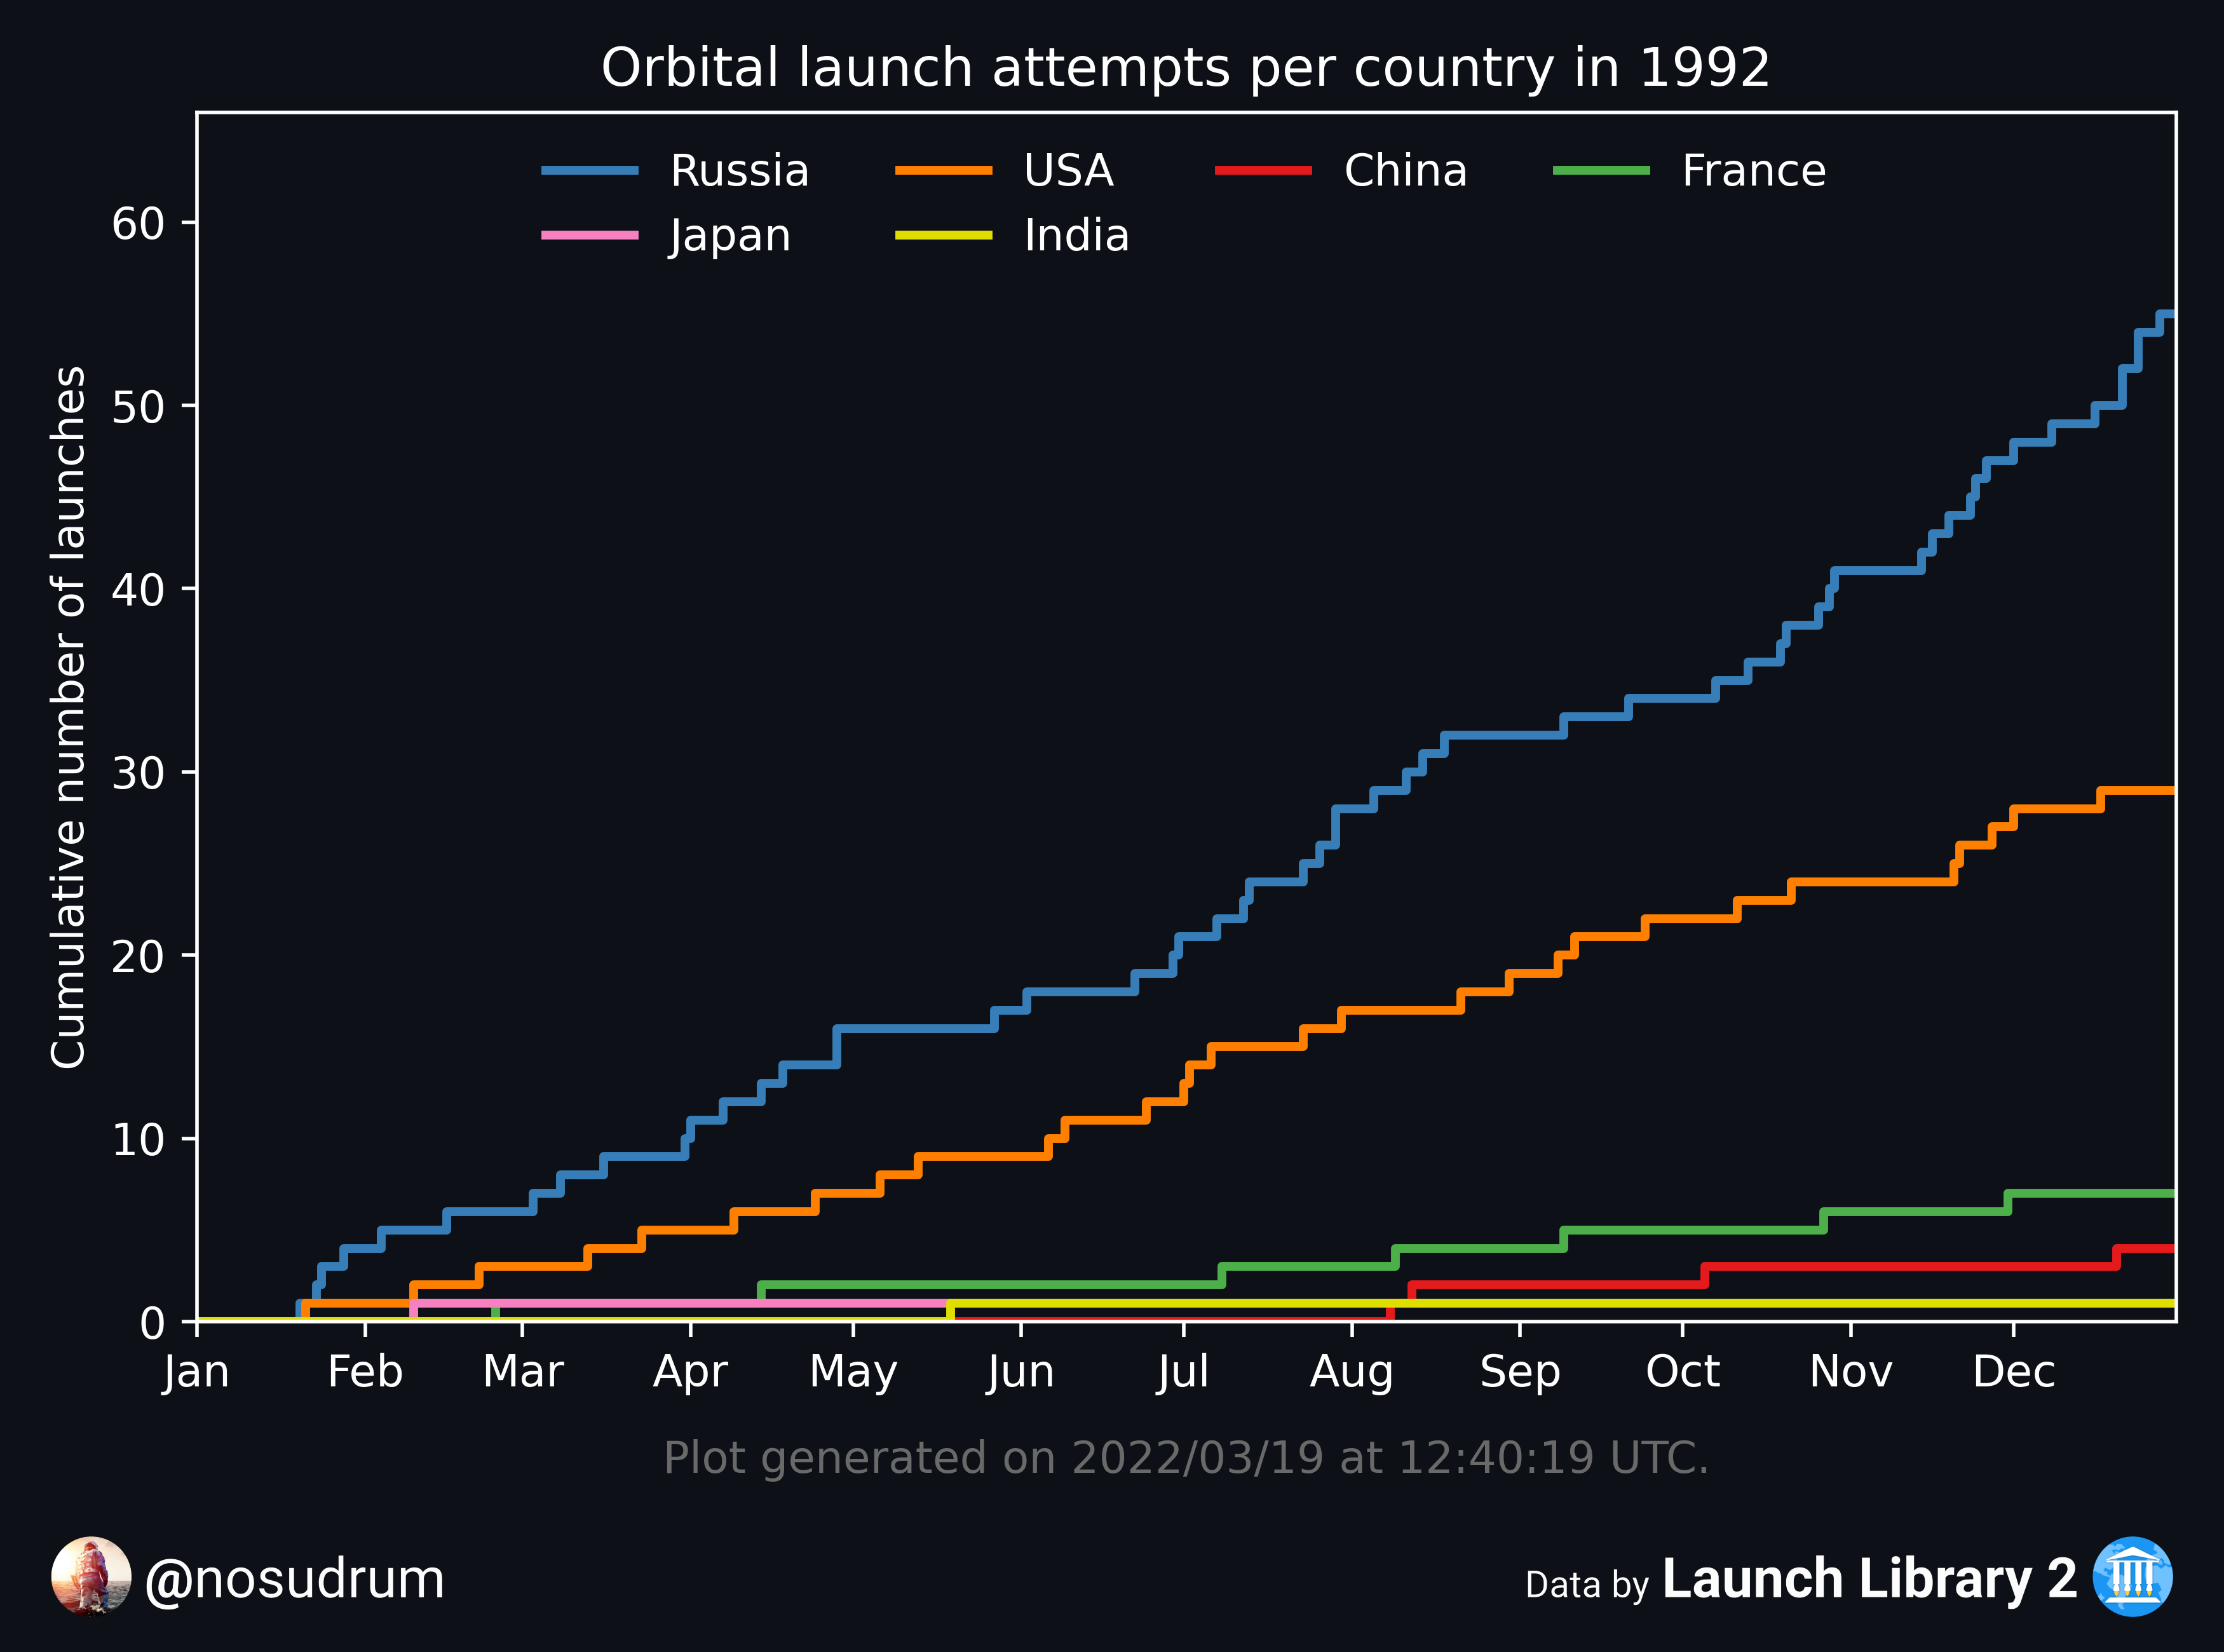 Orbital launch attempts per country in 1992
Russia USA China France
Japan India
Cumulative number of launches
60
50
40
30
20
10
0
Jan Feb Mar Apr May Jun Jul Aug Sep Oct Nov Dec
Plot generated on 2022/03/19 at 12:40:19 UTC.
@nosudrum
Data by Launch Library 2